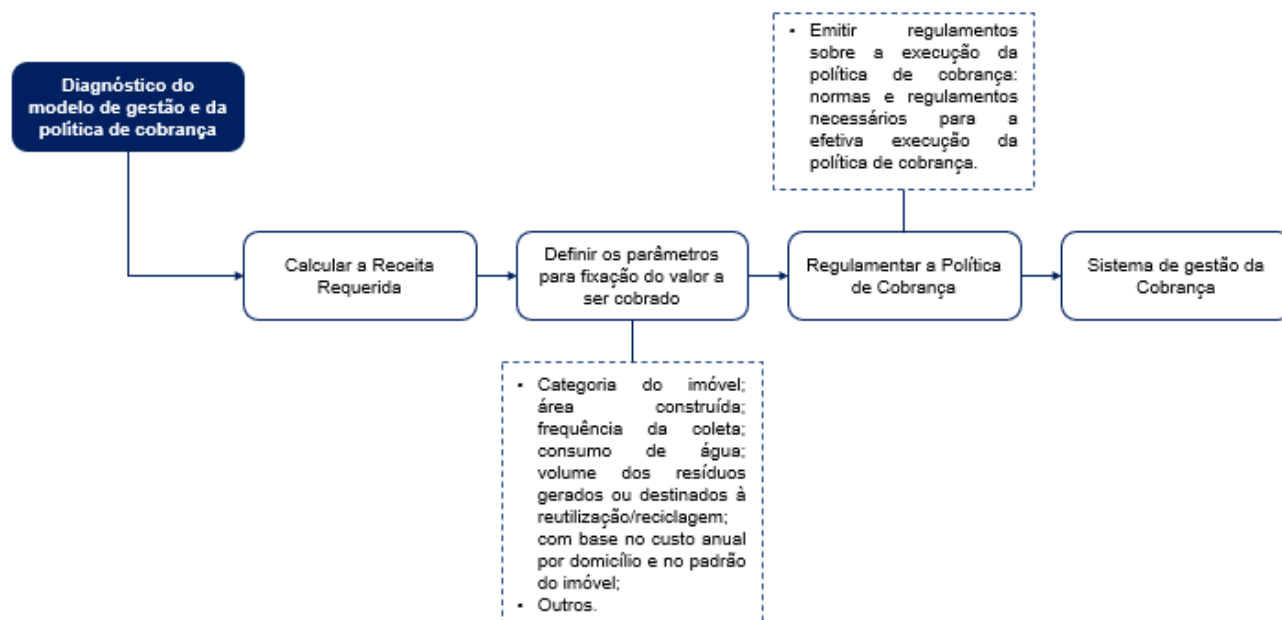 Diagnóstico do
modelo de gestão e da
política de cobrança
• Emitir regulamentos
sobre a execução da
política de cobrança:
normas e regulamentos
necessários para a
efetiva execução da
política de cobrança.
Calcular a Receita
Requerida
Definir os parâmetros
para fixação do valor a
ser cobrado
Regulamentar a Política
de Cobrança
Sistema de gestão da
Cobrança
• Categoria do imóvel;
área construída;
frequência da coleta;
consumo de água;
volume dos resíduos
gerados ou destinados à
reutilização/reciclagem;
com base no custo anual
por domicílio e no padrão
do imóvel;
• Outros.